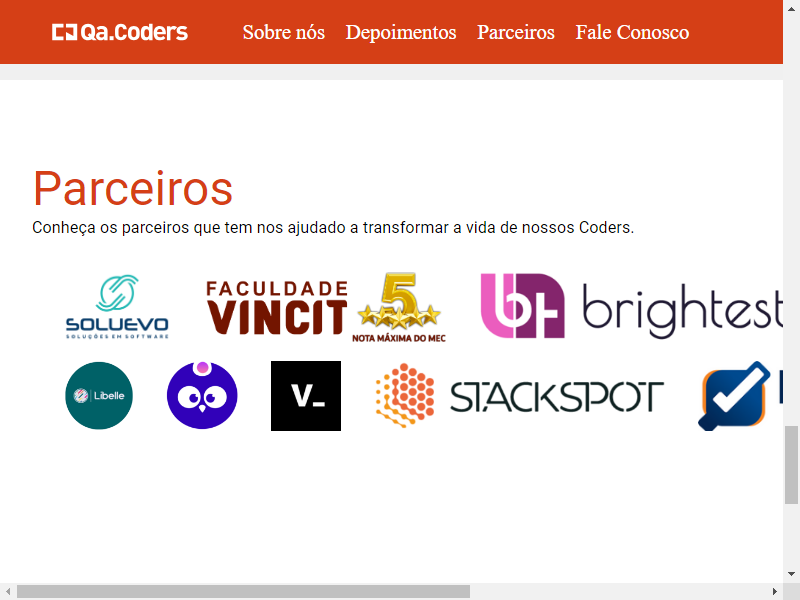 Qa.Coders Sobre nós Depoimentos Parceiros Fale Conosco
Parceiros
Conheça os parceiros que tem nos ajudado a transformar a vida de nossos Coders.
SOLUEVO
SOLUÇÕES EM SOFTWARE
FACULDADE
VINCIT
5
NOTA MÁXIMA DO MEC
bt brightest
Libelle
V_
STACKSPOT